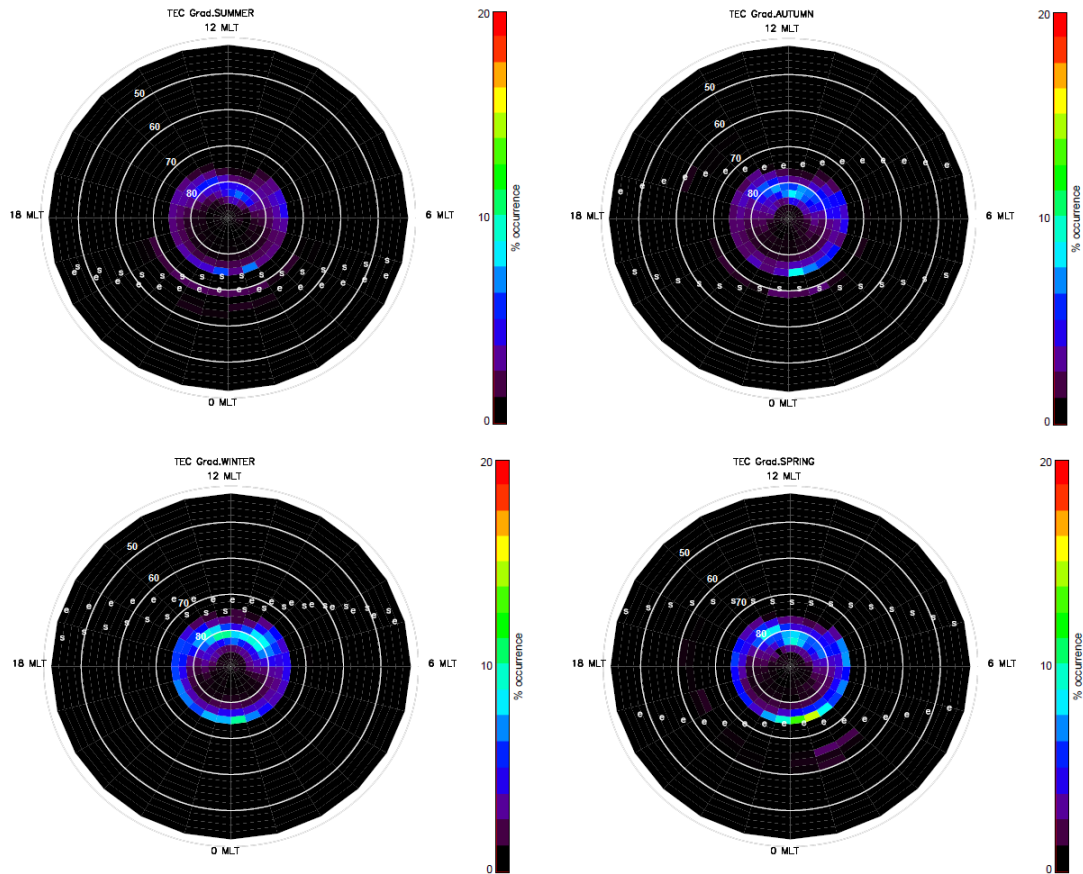 TEC Grad.SUMMER
12 MLT
20
50
60
70
80
18 MLT
6 MLT
10
% occurrence
s s s s s s s s s s s s s s
e e e e e e e e e e e e e e
0
0 MLT
TEC Grad.AUTUMN
12 MLT
20
50
60
70
80
e e e e e e e e e e e e e e
18 MLT
6 MLT
10
% occurrence
s s s s s s s s s s s s s s
0
0 MLT
TEC Grad.WINTER
12 MLT
20
50
60
70
80
18 MLT
6 MLT
10
% occurrence
0
0 MLT
TEC Grad.SPRING
12 MLT
20
50
60
70
80
18 MLT
6 MLT
10
% occurrence
0
0 MLT